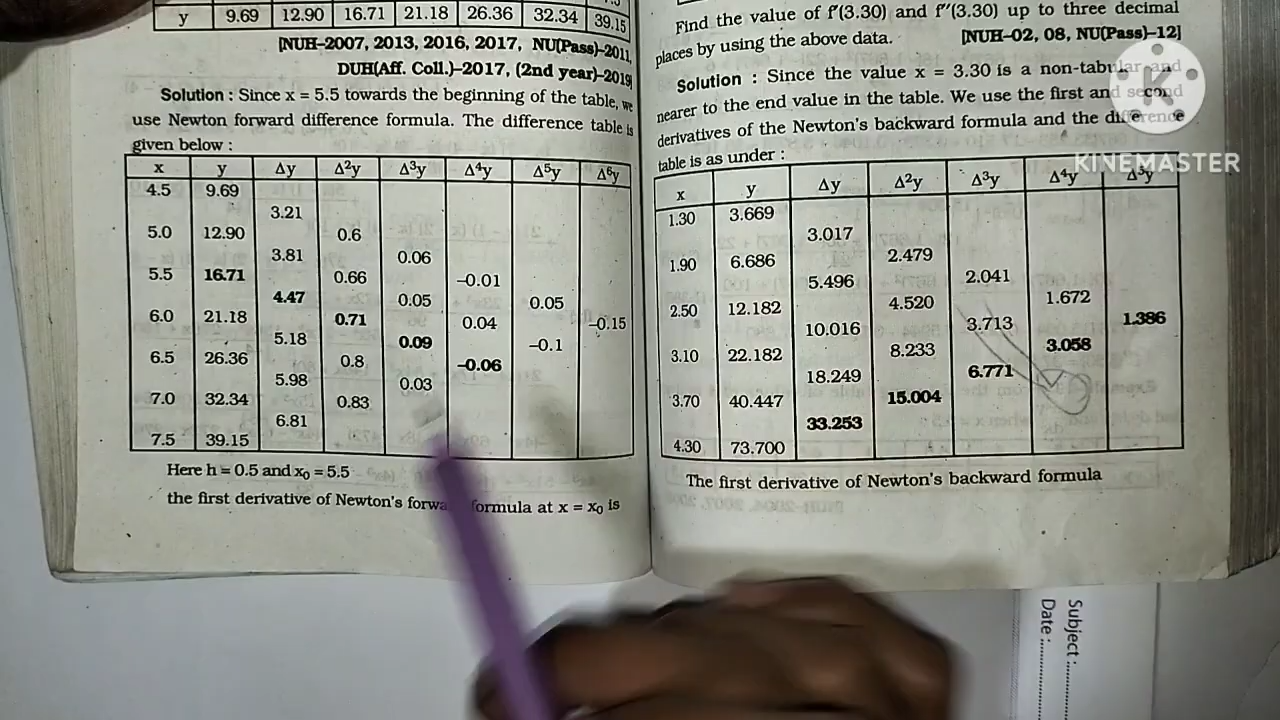 y 9.69 12.90 16.71 21.18 26.36 32.34 39.15
[NUH–2007, 2013, 2016, 2017, NU(Pass)–2011,
DUH(Aff. Coll.)–2017, (2nd year)–2019]
Solution : Since x = 5.5 towards the beginning of the table, we
use Newton forward difference formula. The difference table is
given below :
x y Δy Δ²y Δ³y Δ⁴y Δ⁵y Δ⁶y
4.5 9.69
3.21
5.0 12.90 0.6
3.81 0.06
5.5 16.71 0.66 –0.01
4.47 0.05 0.05
6.0 21.18 0.71 0.04 –0.15
5.18 0.09 –0.1
6.5 26.36 0.8 –0.06
5.98 0.03
7.0 32.34 0.83
6.81
7.5 39.15
Here h = 0.5 and x₀ = 5.5
the first derivative of Newton's formula at x = x₀ is
Find the value of f′(3.30) and f′′(3.30) up to three decimal
places by using the above data. [NUH–02, 08, NU(Pass)–12]
Solution : Since the value x = 3.30 is a non-tabular and
nearer to the end value in the table. We use the first and second
derivatives of the Newton's backward formula and the difference
table is as under :
x y Δy Δ²y Δ³y Δ⁴y Δ⁵y
1.30 3.669
3.017
1.90 6.686 2.479
5.496 2.041
2.50 12.182 4.520 1.672
10.016 3.713 1.386
3.10 22.182 8.233 3.058
18.249 6.771
3.70 40.447 15.004
33.253
4.30 73.700
The first derivative of Newton's backward formula
K
KINEMASTER
Subject :
Date :